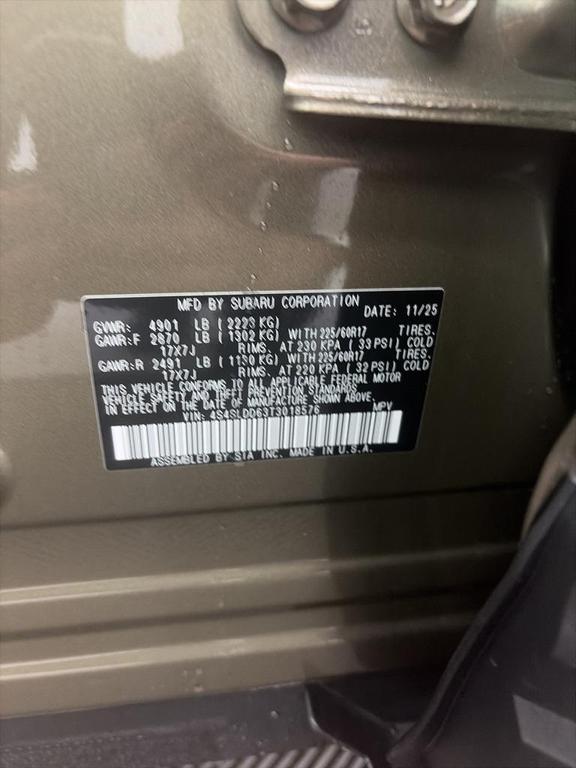 MFD BY SUBARU CORPORATION DATE: 11/25
GVWR: 4901 LB ( 2223 KG)
GAWR:F 2870 LB ( 1302 KG) WITH 225/60R17 TIRES.
17X7J RIMS. AT 230 KPA ( 33 PSI) COLD
GAWR:R 2491 LB ( 1130 KG) WITH 225/60R17 TIRES.
17X7J RIMS. AT 220 KPA ( 32 PSI) COLD
THIS VEHICLE CONFORMS TO ALL APPLICABLE FEDERAL MOTOR
VEHICLE SAFETY AND THEFT PREVENTION STANDARDS
IN EFFECT ON THE DATE OF MANUFACTURE SHOWN ABOVE.
VIN: 4S4SLDD63T3018576 MPV
ASSEMBLED BY SIA INC. MADE IN U.S.A.